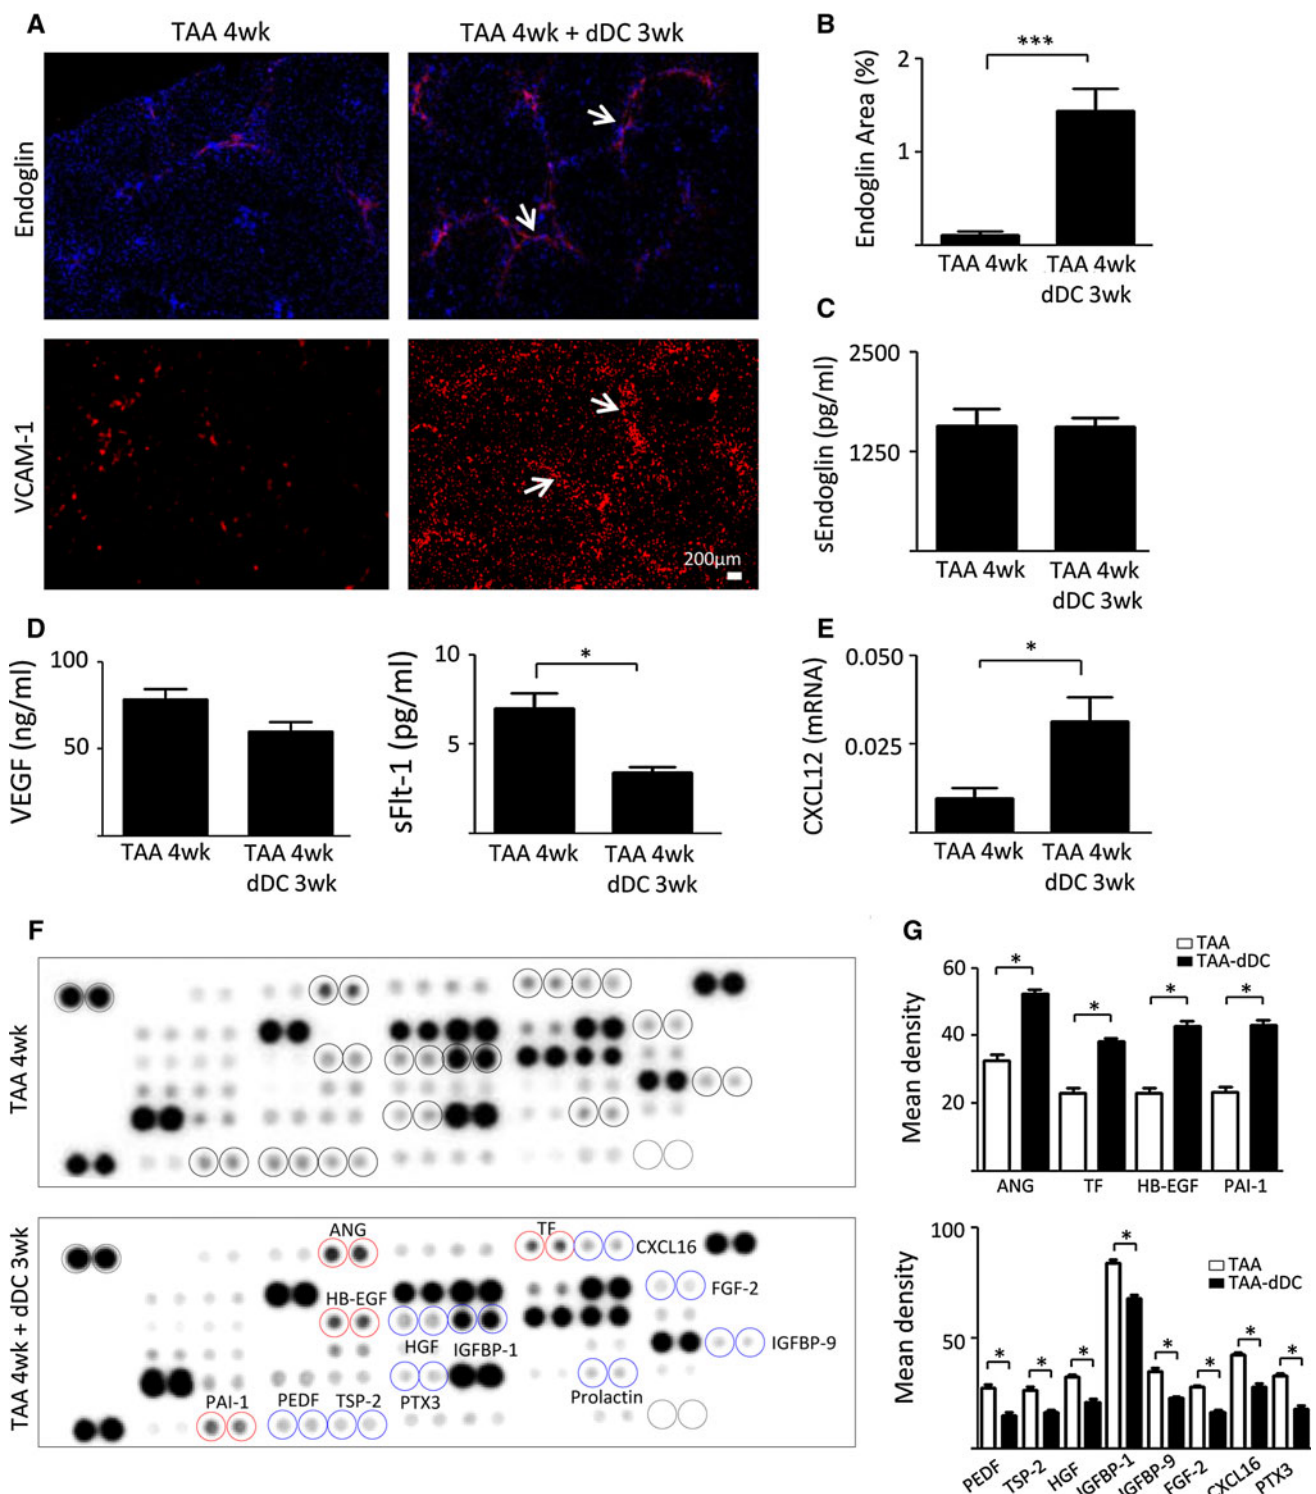 A
TAA 4wk
TAA 4wk + dDC 3wk
Endoglin
VCAM-1
200µm
B
***
Endoglin Area (%)
2
1
TAA 4wk
TAA 4wk
dDC 3wk
C
sEndoglin (pg/ml)
2500
1250
TAA 4wk
TAA 4wk
dDC 3wk
D
VEGF (ng/ml)
100
50
TAA 4wk
TAA 4wk
dDC 3wk
sFlt-1 (pg/ml)
10
5
*
TAA 4wk
TAA 4wk
dDC 3wk
E
CXCL12 (mRNA)
0.050
0.025
*
TAA 4wk
TAA 4wk
dDC 3wk
F
TAA 4wk
TAA 4wk + dDC 3wk
ANG
TF
CXCL16
HB-EGF
FGF-2
HGF
IGFBP-1
IGFBP-9
PAI-1
PEDF
TSP-2
PTX3
Prolactin
G
TAA
TAA-dDC
Mean density
60
40
20
* * * *
ANG TF HB-EGF PAI-1
TAA
TAA-dDC
Mean density
100
50
* * * * * * * *
PEDF TSP-2 HGF IGFBP-1 IGFBP-9 FGF-2 CXCL16 PTX3